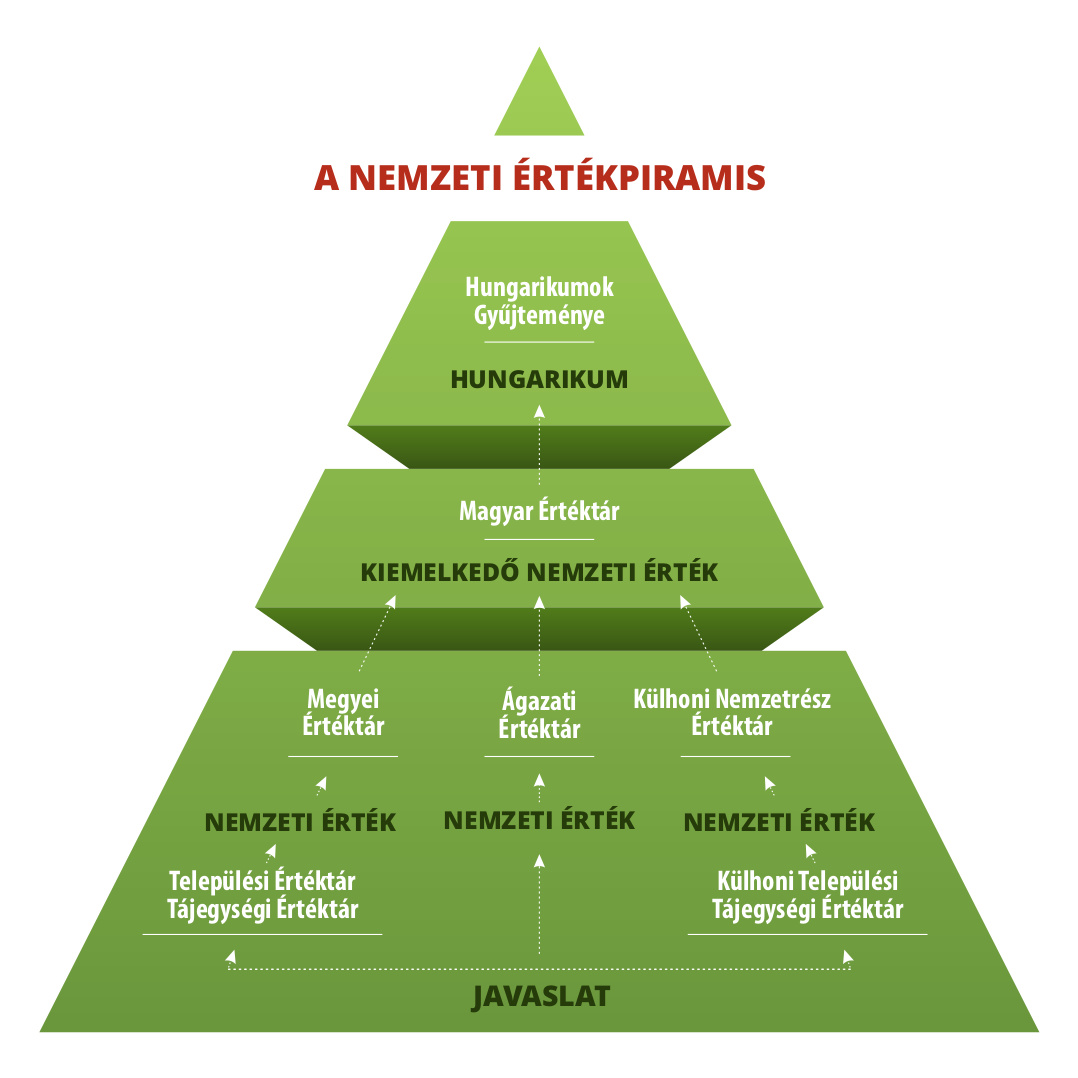 A NEMZETI ÉRTÉKPIRAMIS
Hungarikumok
Gyűjteménye
HUNGARIKUM
Magyar Értéktár
KIEMELKEDŐ NEMZETI ÉRTÉK
Megyei
Értéktár
Ágazati
Értéktár
Külhoni Nemzetrész
Értéktár
NEMZETI ÉRTÉK
NEMZETI ÉRTÉK
NEMZETI ÉRTÉK
Települési Értéktár
Tájegységi Értéktár
Külhoni Települési
Tájegységi Értéktár
JAVASLAT